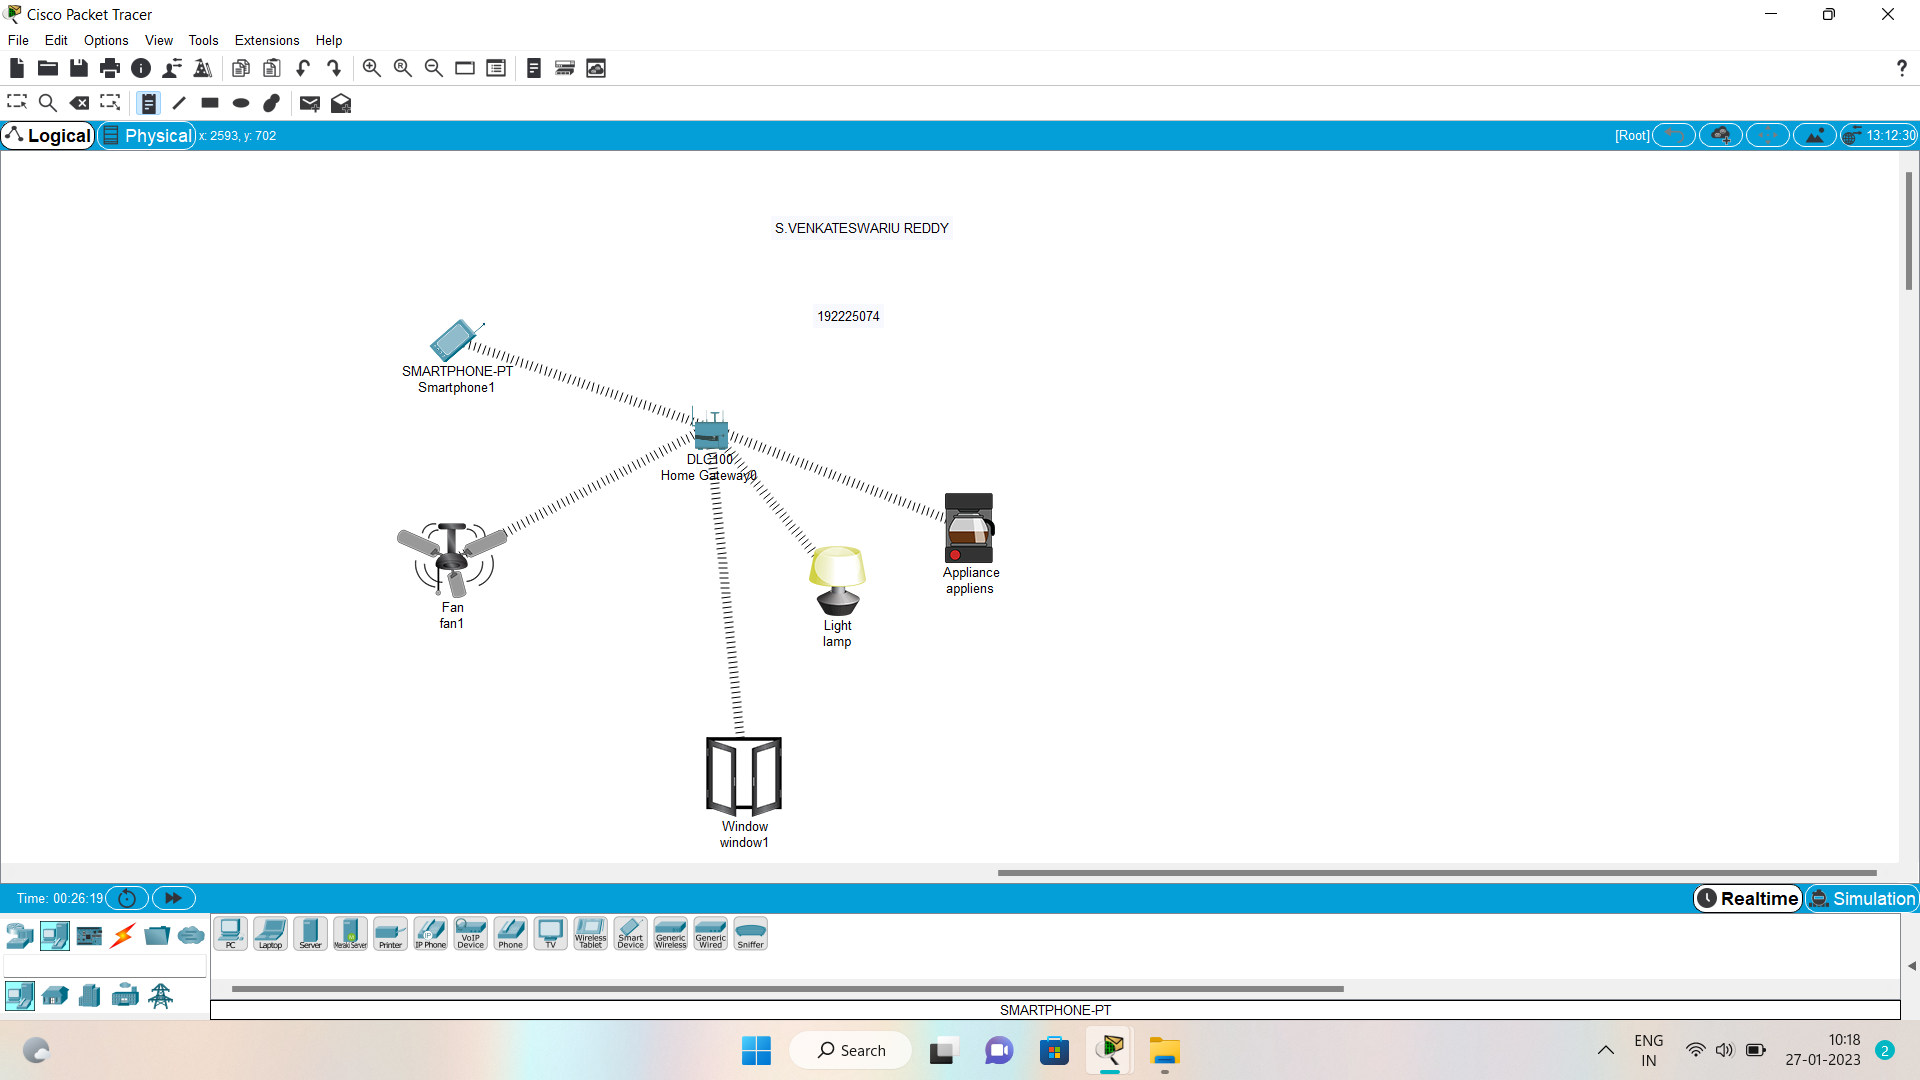 Cisco Packet Tracer
File Edit Options View Tools Extensions Help
?
Logical Physical x: 2593, y: 702 [Root] 13:12:30
S.VENKATESWARIU REDDY
192225074
SMARTPHONE-PT
Smartphone1
DLC100
Home Gateway0
Appliance
appliens
Fan
fan1
Light
lamp
Window
window1
Time: 00:26:19 Realtime Simulation
PC Laptop Server Meraki Server Printer IP Phone VoIP Device Phone TV Wireless Tablet Smart Device Generic Wireless Generic Wired Sniffer
SMARTPHONE-PT
Search
ENG
IN
10:18
27-01-2023
2